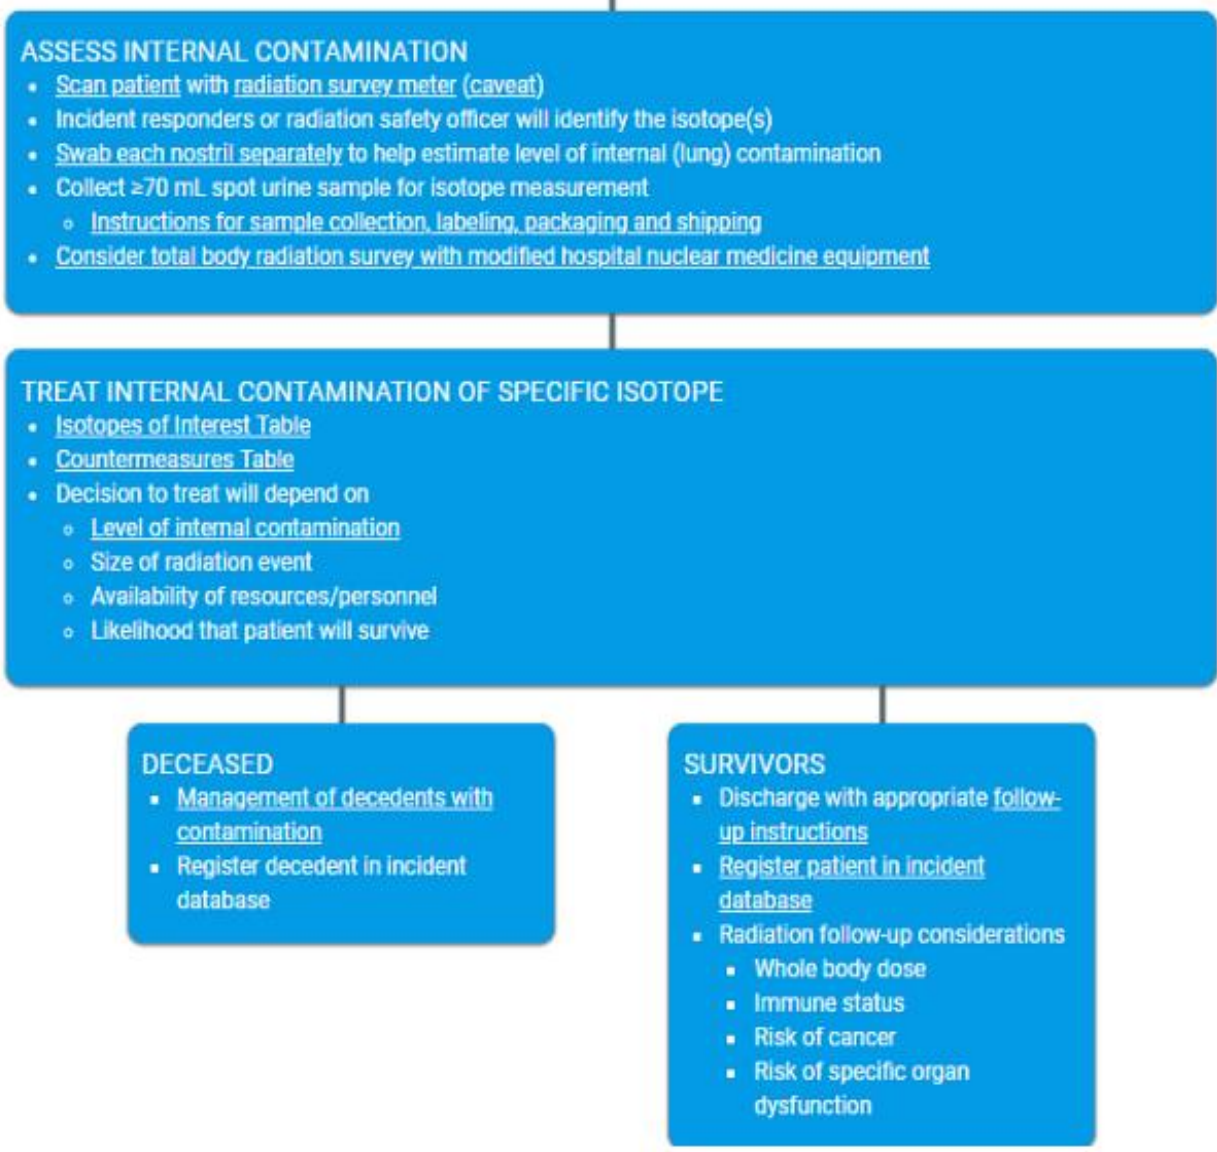 ASSESS INTERNAL CONTAMINATION
• Scan patient with radiation survey meter (caveat)
• Incident responders or radiation safety officer will identify the isotope(s)
• Swab each nostril separately to help estimate level of internal (lung) contamination
• Collect ≥70 mL spot urine sample for isotope measurement
◦ Instructions for sample collection, labeling, packaging and shipping
• Consider total body radiation survey with modified hospital nuclear medicine equipment
TREAT INTERNAL CONTAMINATION OF SPECIFIC ISOTOPE
• Isotopes of Interest Table
• Countermeasures Table
• Decision to treat will depend on
◦ Level of internal contamination
◦ Size of radiation event
◦ Availability of resources/personnel
◦ Likelihood that patient will survive
DECEASED
▪ Management of decedents with
contamination
▪ Register decedent in incident
database
SURVIVORS
▪ Discharge with appropriate follow-
up instructions
▪ Register patient in incident
database
▪ Radiation follow-up considerations
▪ Whole body dose
▪ Immune status
▪ Risk of cancer
▪ Risk of specific organ
dysfunction